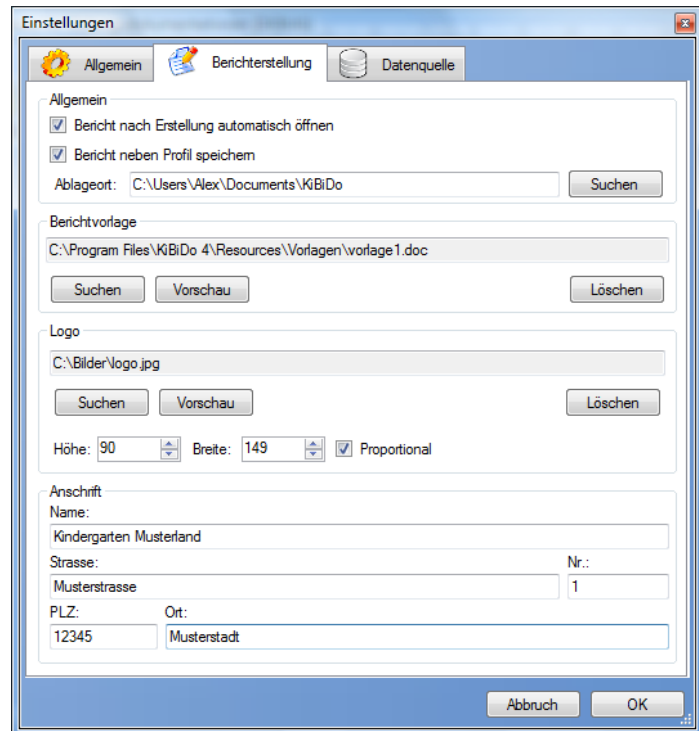 Einstellungen
Allgemein Berichterstellung Datenquelle
Allgemein
Bericht nach Erstellung automatisch öffnen
Bericht neben Profil speichern
Ablageort: C:\Users\Alex\Documents\KiBiDo Suchen
Berichtvorlage
C:\Program Files\KiBiDo 4\Resources\Vorlagen\vorlage1.doc
Suchen Vorschau Löschen
Logo
C:\Bilder\logo.jpg
Suchen Vorschau Löschen
Höhe: 90 Breite: 149 Proportional
Anschrift
Name:
Kindergarten Musterland
Strasse: Nr.:
Musterstrasse 1
PLZ: Ort:
12345 Musterstadt
Abbruch OK